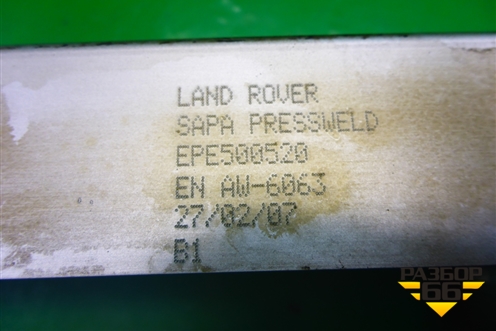 LAND ROVER
SAPA PRESSWELD
EPE500520
EN AW-6063
27/02/07
B1
РАЗБОР
66